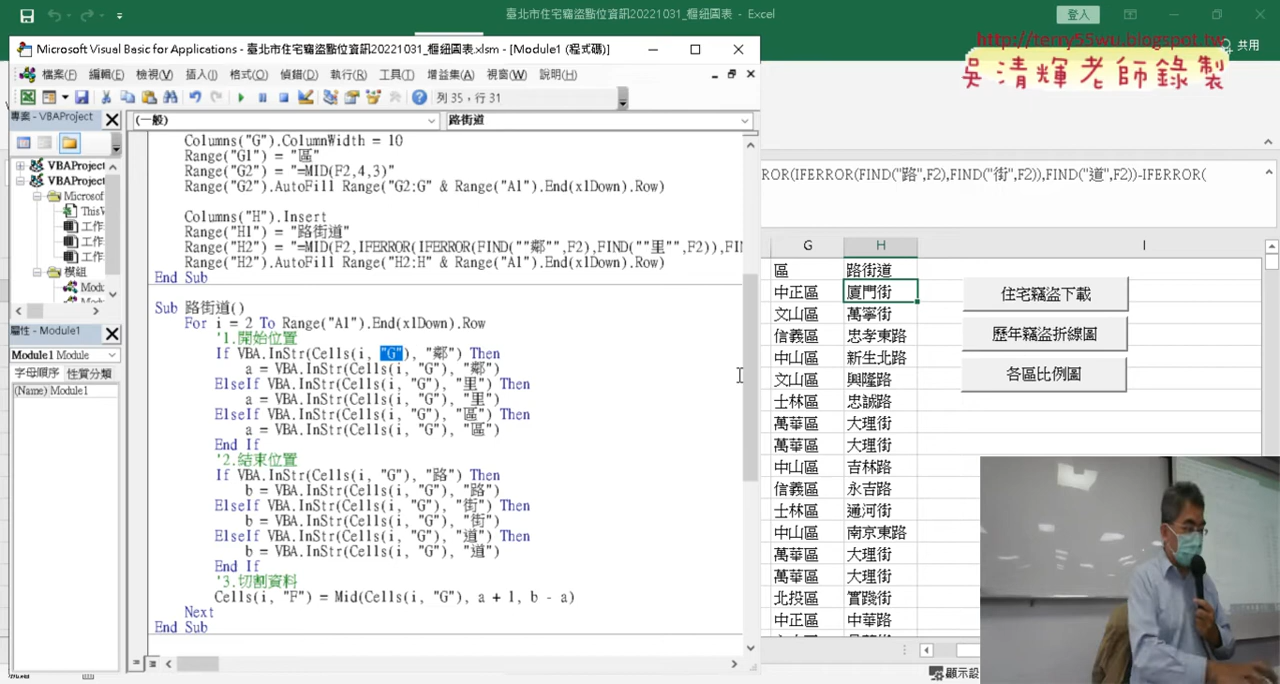 臺北市住宅竊盜點位資訊20221031_樞紐圖表 - Excel
登入
http://terry55wu.blogspot.tw
共用
吳清輝老師錄製
Microsoft Visual Basic for Applications - 臺北市住宅竊盜點位資訊20221031_樞紐圖表.xlsm - [Module1 (程式碼)]
檔案(F) 編輯(E) 檢視(V) 插入(I) 格式(O) 偵錯(D) 執行(R) 工具(T) 增益集(A) 視窗(W) 說明(H)
列 35，行 31
專案 - VBAProject
(一般)
路街道
VBAProject
VBAProject
Microsof
工作
工作
工作
模組
Modu
屬性 - Module1
Module1 Module
字母順序 性質分類
(Name) Module1
Columns("G").ColumnWidth = 10
Range("G1") = "區"
Range("G2") = "=MID(F2,4,3)"
Range("G2").AutoFill Range("G2:G" & Range("A1").End(xlDown).Row)
Columns("H").Insert
Range("H1") = "路街道"
Range("H2") = "=MID(F2,IFERROR(IFERROR(FIND(""鄰"",F2),FIND(""里"",F2)),FIN
Range("H2").AutoFill Range("H2:H" & Range("A1").End(xlDown).Row)
End Sub
Sub 路街道()
For i = 2 To Range("A1").End(xlDown).Row
'1.開始位置
If VBA.InStr(Cells(i, "G"), "鄰") Then
a = VBA.InStr(Cells(i, "G"), "鄰")
ElseIf VBA.InStr(Cells(i, "G"), "里") Then
a = VBA.InStr(Cells(i, "G"), "里")
ElseIf VBA.InStr(Cells(i, "G"), "區") Then
a = VBA.InStr(Cells(i, "G"), "區")
End If
'2.結束位置
If VBA.InStr(Cells(i, "G"), "路") Then
b = VBA.InStr(Cells(i, "G"), "路")
ElseIf VBA.InStr(Cells(i, "G"), "街") Then
b = VBA.InStr(Cells(i, "G"), "街")
ElseIf VBA.InStr(Cells(i, "G"), "道") Then
b = VBA.InStr(Cells(i, "G"), "道")
End If
'3.切割資料
Cells(i, "F") = Mid(Cells(i, "G"), a + 1, b - a)
Next
End Sub
ROR(IFERROR(FIND("路",F2),FIND("街",F2)),FIND("道",F2))-IFERROR(
G H I
區 路街道
中正區 廈門街
文山區 萬寧街
信義區 忠孝東路
中山區 新生北路
文山區 興隆路
士林區 忠誠路
萬華區 大理街
萬華區 大理街
中山區 吉林路
信義區 永吉路
士林區 通河街
中山區 南京東路
萬華區 大理街
萬華區 大理街
北投區 實踐街
中正區 中華路
住宅竊盜下載
歷年竊盜折線圖
各區比例圖
顯示設